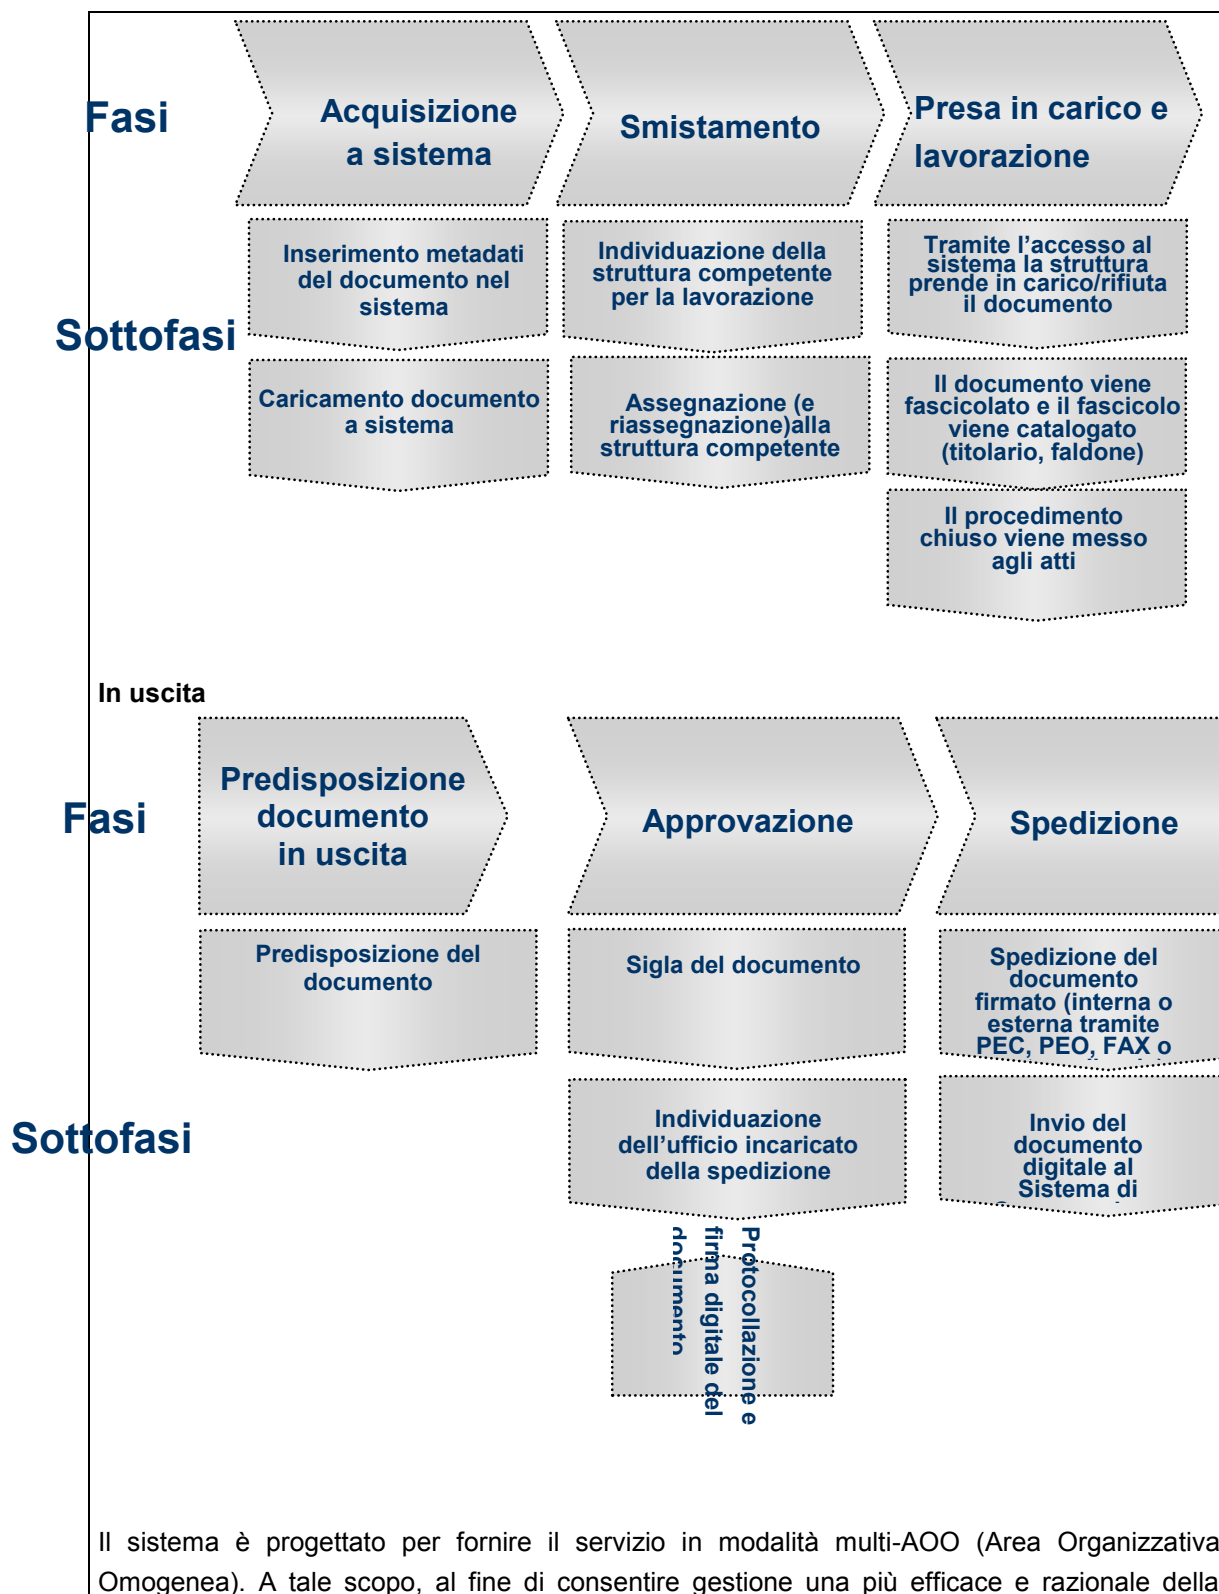 Fasi
Acquisizione
a sistema
Smistamento
Presa in carico e
lavorazione
Sottofasi
Inserimento metadati
del documento nel
sistema
Individuazione della
struttura competente
per la lavorazione
Tramite l’accesso al
sistema la struttura
prende in carico/rifiuta
il documento
Caricamento documento
a sistema
Assegnazione (e
riassegnazione)alla
struttura competente
Il documento viene
fascicolato e il fascicolo
viene catalogato
(titolario, faldone)
Il procedimento
chiuso viene messo
agli atti
In uscita
Fasi
Predisposizione
documento
in uscita
Approvazione
Spedizione
Sottofasi
Predisposizione del
documento
Sigla del documento
Spedizione del
documento
firmato (interna o
esterna tramite
PEC, PEO, FAX o
Individuazione
dell’ufficio incaricato
della spedizione
Invio del
documento
digitale al
Sistema di
Protocollazione e
firma digitale del
documento
Il sistema è progettato per fornire il servizio in modalità multi-AOO (Area Organizzativa
Omogenea). A tale scopo, al fine di consentire gestione una più efficace e razionale della